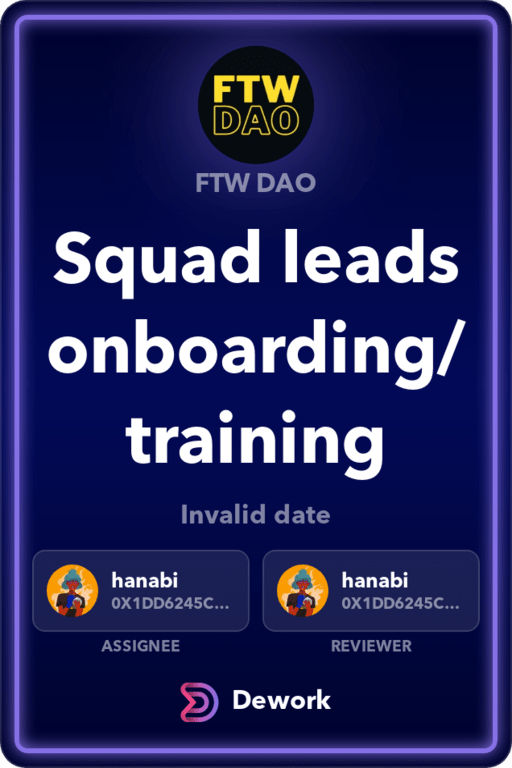 FTW
DAO
FTW DAO
Squad leads
onboarding/
training
Invalid date
hanabi
0X1DD6245C...
hanabi
0X1DD6245C...
ASSIGNEE
REVIEWER
Dework